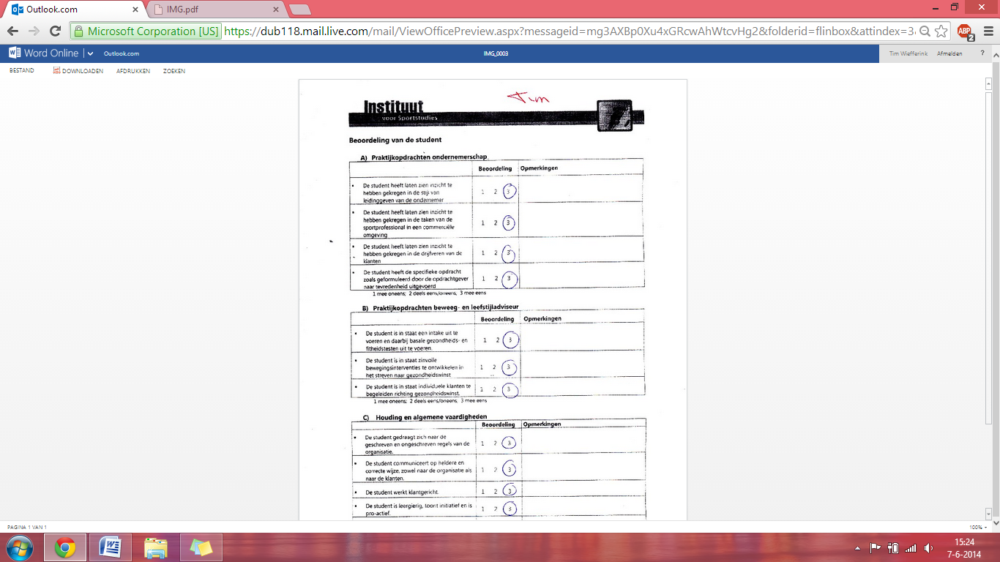 Outlook.com
IMG.pdf
Microsoft Corporation [US] https://dub118.mail.live.com/mail/ViewOfficePreview.aspx?messageid=mg3AXBp0Xu4xGRcwAhWtcvHg2&folderid=flinbox&attindex=3
ABP
2
Word Online | Outlook.com
IMG_0003
Tim Wiefferink Afmelden ?
BESTAND DOWNLOADEN AFDRUKKEN ZOEKEN
Tim
Instituut
voor Sportstudies
Beoordeling van de student
A) Praktijkopdrachten ondernemerschap
Beoordeling Opmerkingen
• De student heeft laten zien inzicht te
hebben gekregen in de stijl van
leidinggeven van de ondernemer
1 2 3
• De student heeft laten zien inzicht te
hebben gekregen in de taken van de
sportprofessional in een commerciële
omgeving
1 2 3
• De student heeft laten zien inzicht te
hebben gekregen in de drijfveren van de
klanten
1 2 3
• De student heeft de specifieke opdracht
zoals geformuleerd door de opdrachtgever
naar tevredenheid uitgevoerd
1 2 3
1 mee oneens; 2 deels eens/oneens, 3 mee eens
B) Praktijkopdrachten beweeg- en leefstijladviseur
Beoordeling Opmerkingen
• De student is in staat een intake uit te
voeren en daarbij basale gezondheids- en
fitheidstesten uit te voeren.
1 2 3
• De student is in staat zinvolle
bewegingsinterventies te ontwikkelen in
het streven naar gezondheidswinst
1 2 3
• De student is in staat individuele klanten te
begeleiden richting gezondheidswinst.
1 2 3
1 mee oneens; 2 deels eens/oneens, 3 mee eens
C) Houding en algemene vaardigheden
Beoordeling Opmerkingen
• De student gedraagt zich naar de
geschreven en ongeschreven regels van de
organisatie.
1 2 3
• De student communiceert op heldere en
correcte wijze, zowel naar de organisatie als
naar de klanten.
1 2 3
• De student werkt klantgericht.
1 2 3
• De student is leergierig, toont initiatief en is
pro-actief.
1 2 3
PAGINA 1 VAN 1
100%
15:24
7-6-2014